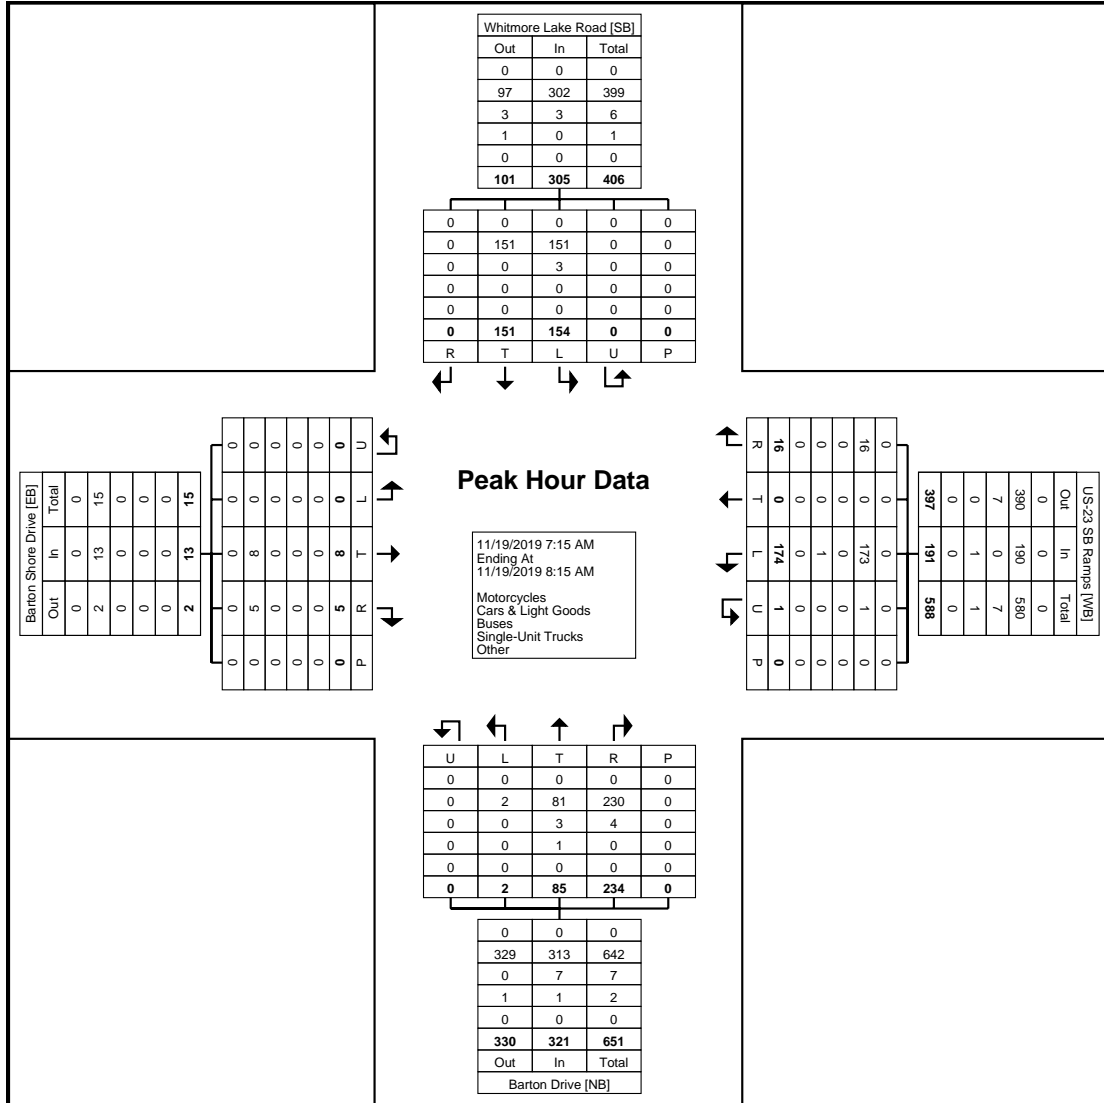 Whitmore Lake Road [SB]
Out In Total
0 0 0
97 302 399
3 3 6
1 0 1
0 0 0
101 305 406
0 0 0 0 0
0 151 151 0 0
0 0 3 0 0
0 0 0 0 0
0 0 0 0 0
0 151 154 0 0
R T L U P
Barton Shore Drive [EB]
Total In Out
0 0 0
15 13 2
0 0 0
0 0 0
0 0 0
15 13 2
0 0 0 0 0
0 0 8 5 0
0 0 0 0 0
0 0 0 0 0
0 0 0 0 0
0 0 8 5 0
U L T R P
Peak Hour Data
11/19/2019 7:15 AM
Ending At
11/19/2019 8:15 AM
Motorcycles
Cars & Light Goods
Buses
Single-Unit Trucks
Other
US-23 SB Ramps [WB]
Out In Total
0 0 0
390 190 580
7 0 7
0 1 1
0 0 0
397 191 588
0 0 0 0 0
16 0 173 1 0
0 0 0 0 0
0 0 1 0 0
0 0 0 0 0
16 0 174 1 0
R T L U P
U L T R P
0 0 0 0 0
0 2 81 230 0
0 0 3 4 0
0 0 1 0 0
0 0 0 0 0
0 2 85 234 0
0 0 0
329 313 642
0 7 7
1 1 2
0 0 0
330 321 651
Out In Total
Barton Drive [NB]